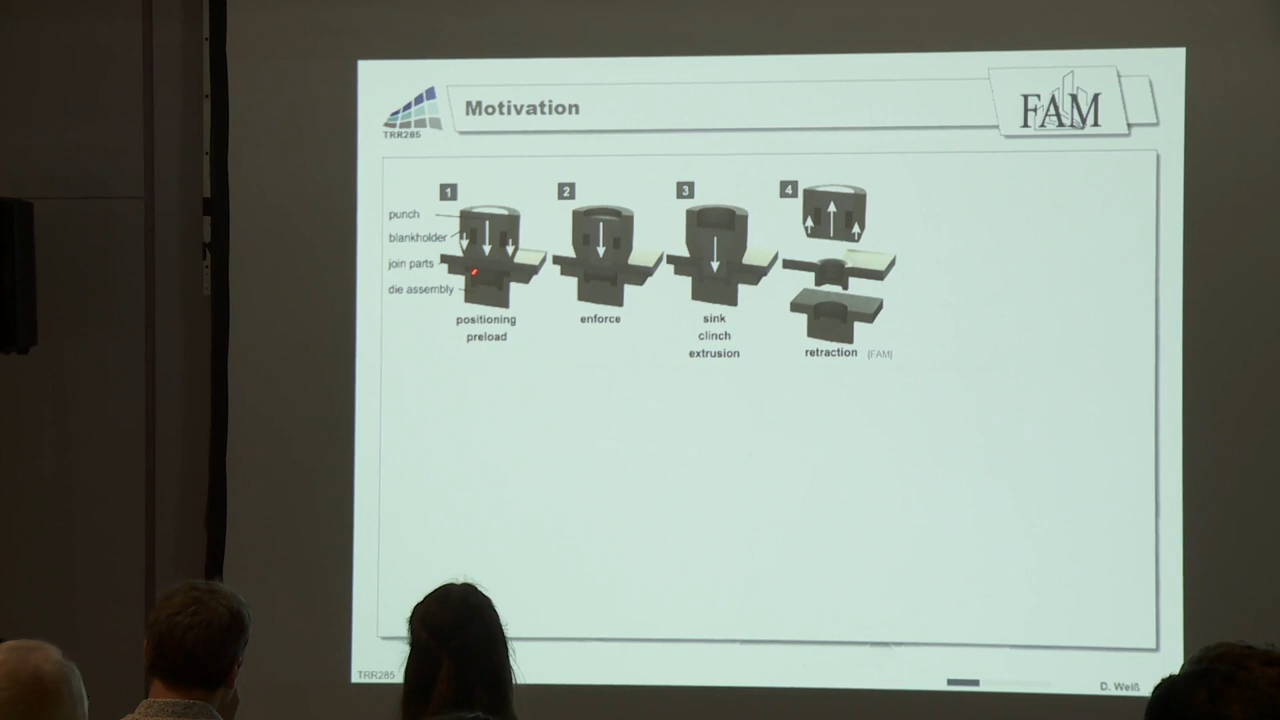 TRR285
Motivation
FAM
1
2
3
4
punch
blankholder
join parts
die assembly
positioning
preload
enforce
sink
clinch
extrusion
retraction [FAM]
TRR285
D. Weiß